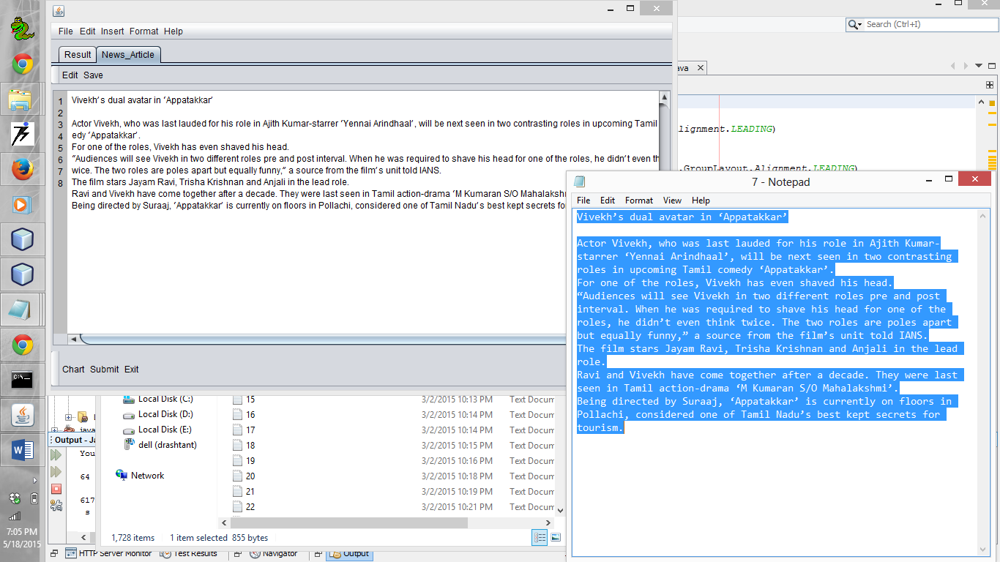 File Edit Insert Format Help
Result News_Article
Edit Save
1 Vivekh’s dual avatar in ‘Appatakkar’
2
3 Actor Vivekh, who was last lauded for his role in Ajith Kumar-starrer ‘Yennai Arindhaal’, will be next seen in two contrasting roles in upcoming Tamil
4 edy ‘Appatakkar’.
5 For one of the roles, Vivekh has even shaved his head.
6 “Audiences will see Vivekh in two different roles pre and post interval. When he was required to shave his head for one of the roles, he didn’t even th
7 wice. The two roles are poles apart but equally funny,” a source from the film’s unit told IANS.
8 The film stars Jayam Ravi, Trisha Krishnan and Anjali in the lead role.
Ravi and Vivekh have come together after a decade. They were last seen in Tamil action-drama ‘M Kumaran S/O Mahalakshm
Being directed by Suraaj, ‘Appatakkar’ is currently on floors in Pollachi, considered one of Tamil Nadu’s best kept secrets fo
Chart Submit Exit
Search (Ctrl+I)
ava
lignment.LEADING)
.GroupLayout.Alignment.LEADING)
7 - Notepad
File Edit Format View Help
Vivekh’s dual avatar in ‘Appatakkar’
Actor Vivekh, who was last lauded for his role in Ajith Kumar-
starrer ‘Yennai Arindhaal’, will be next seen in two contrasting
roles in upcoming Tamil comedy ‘Appatakkar’.
For one of the roles, Vivekh has even shaved his head.
“Audiences will see Vivekh in two different roles pre and post
interval. When he was required to shave his head for one of the
roles, he didn’t even think twice. The two roles are poles apart
but equally funny,” a source from the film’s unit told IANS.
The film stars Jayam Ravi, Trisha Krishnan and Anjali in the lead
role.
Ravi and Vivekh have come together after a decade. They were last
seen in Tamil action-drama ‘M Kumaran S/O Mahalakshmi’.
Being directed by Suraaj, ‘Appatakkar’ is currently on floors in
Pollachi, considered one of Tamil Nadu’s best kept secrets for
tourism.
java
Output - Ja
You
64
617
s
Local Disk (C:)
Local Disk (D:)
Local Disk (E:)
dell (drashtant)
Network
15 3/2/2015 10:13 PM Text Docum
16 3/2/2015 10:14 PM Text Docum
17 3/2/2015 10:14 PM Text Docum
18 3/2/2015 10:15 PM Text Docum
19 3/2/2015 10:16 PM Text Docum
20 3/2/2015 10:18 PM Text Docum
21 3/2/2015 10:19 PM Text Docum
22 3/2/2015 10:21 PM Text Docum
1,728 items 1 item selected 855 bytes
HTTP Server Monitor Test Results Navigator Output
7:05 PM
5/18/2015